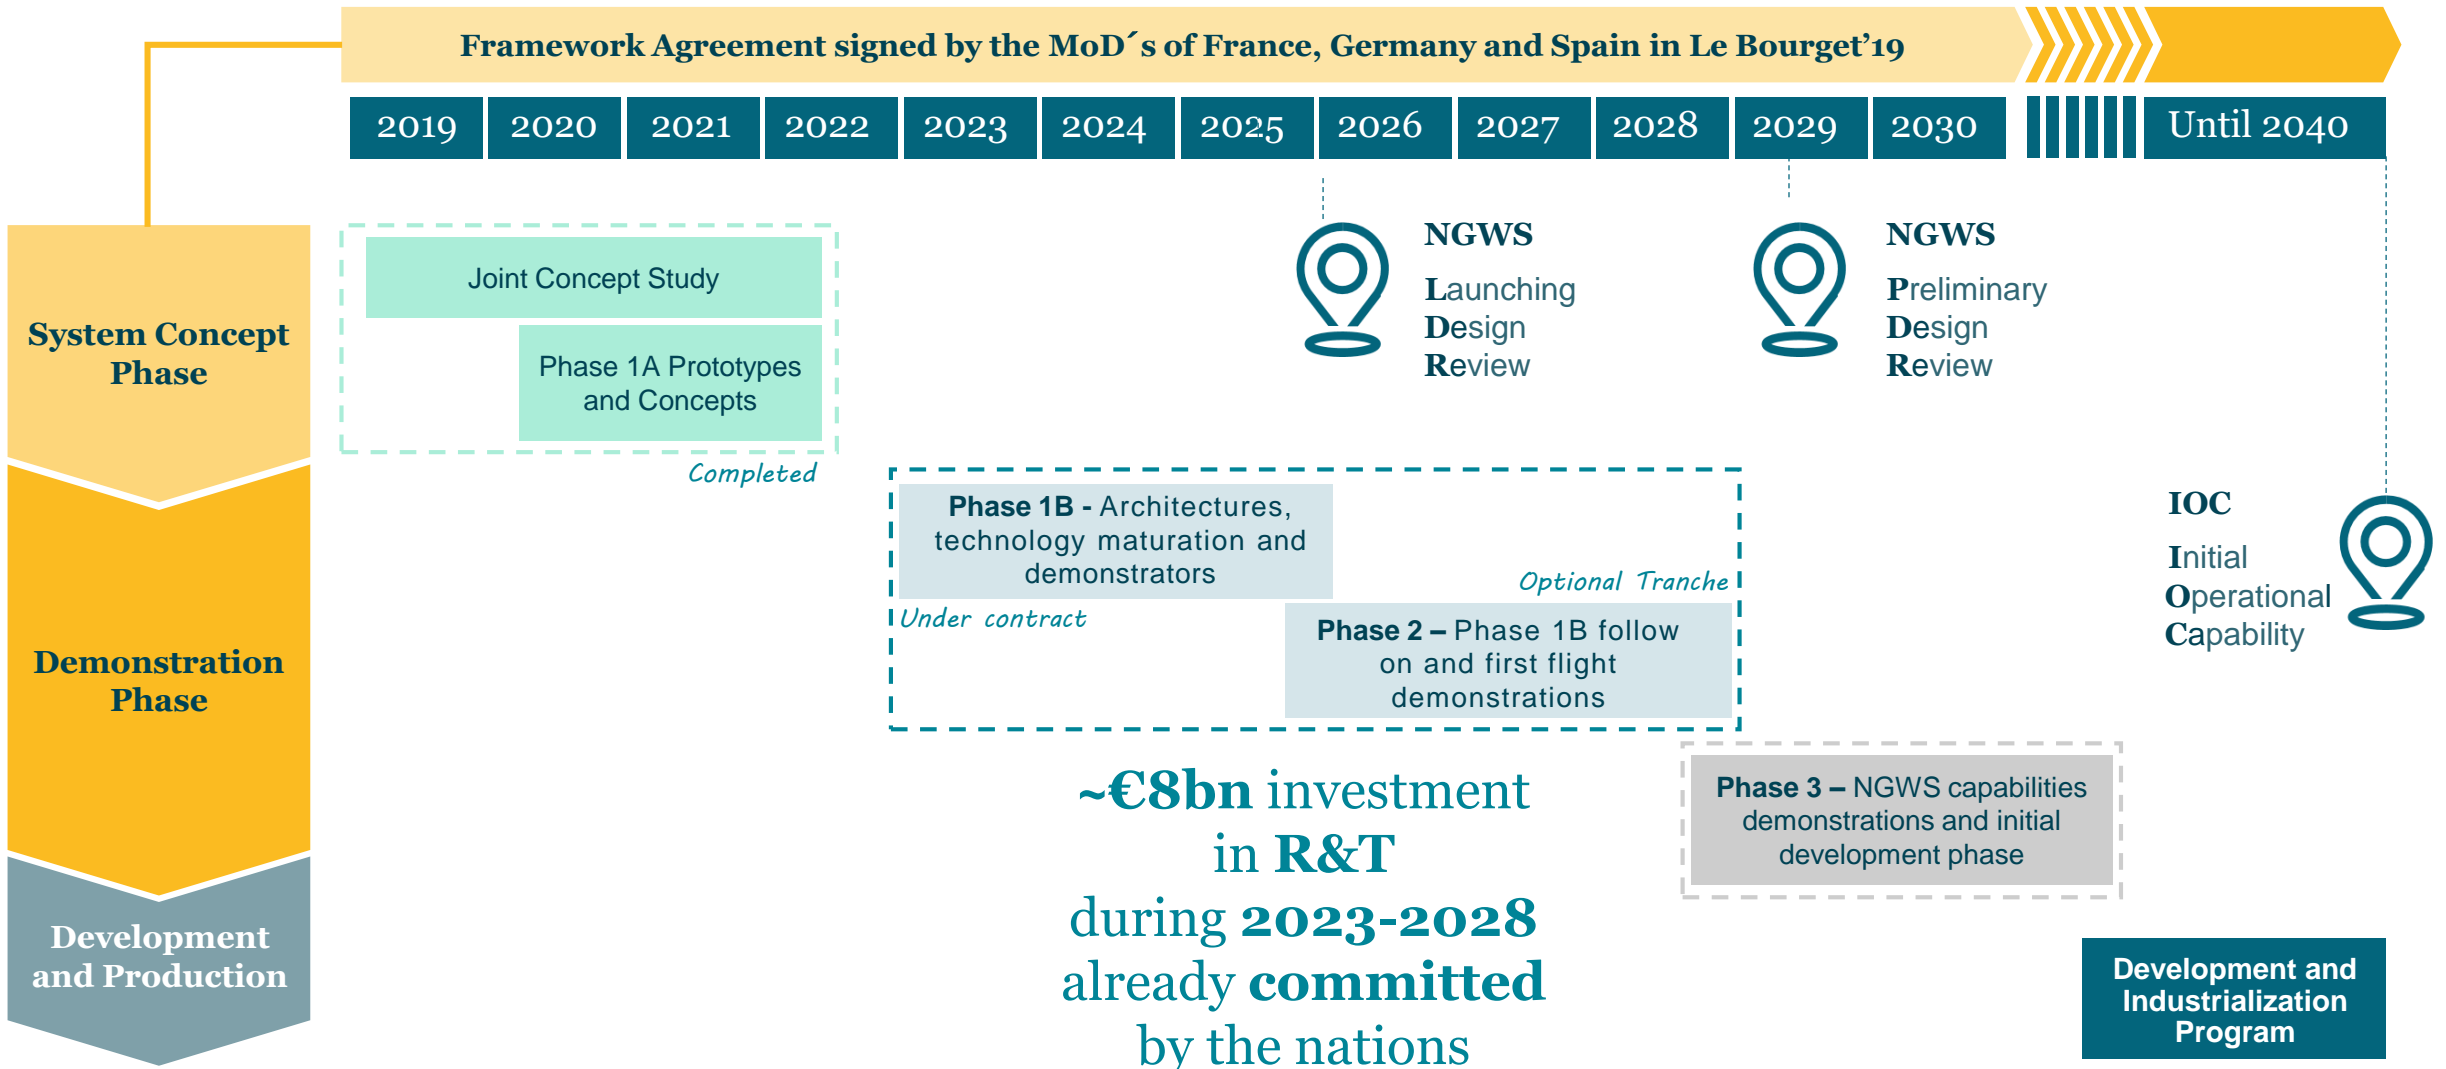 Framework Agreement signed by the MoD´s of France, Germany and Spain in Le Bourget’19
2019
2020
2021
2022
2023
2024
2025
2026
2027
2028
2029
2030
Until 2040
System Concept
Phase
Joint Concept Study
Phase 1A Prototypes
and Concepts
Completed
NGWS
Launching
Design
Review
NGWS
Preliminary
Design
Review
Demonstration
Phase
Phase 1B - Architectures,
technology maturation and
demonstrators
Under contract
Optional Tranche
Phase 2 – Phase 1B follow
on and first flight
demonstrations
IOC
Initial
Operational
Capability
~€8bn investment
in R&T
during 2023-2028
already committed
by the nations
Phase 3 – NGWS capabilities
demonstrations and initial
development phase
Development
and Production
Development and
Industrialization
Program